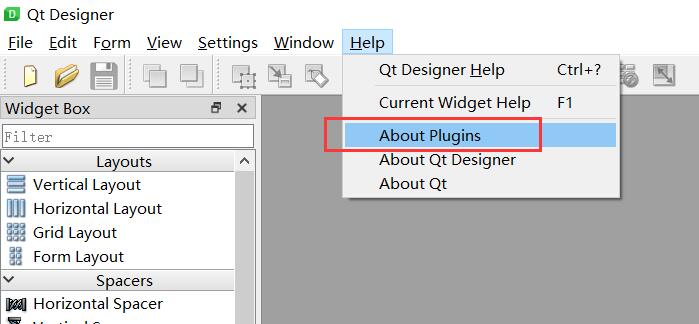 Qt Designer
File Edit Form View Settings Window Help
Qt Designer Help Ctrl+?
Current Widget Help F1
About Plugins
About Qt Designer
About Qt
Widget Box
Filter
Layouts
Vertical Layout
Horizontal Layout
Grid Layout
Form Layout
Spacers
Horizontal Spacer